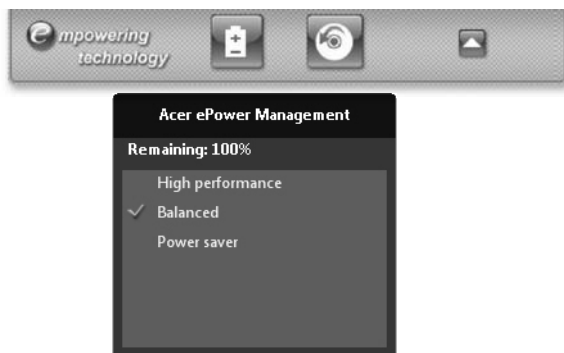 empowering
technology
Acer ePower Management
Remaining: 100%
High performance
Balanced
Power saver